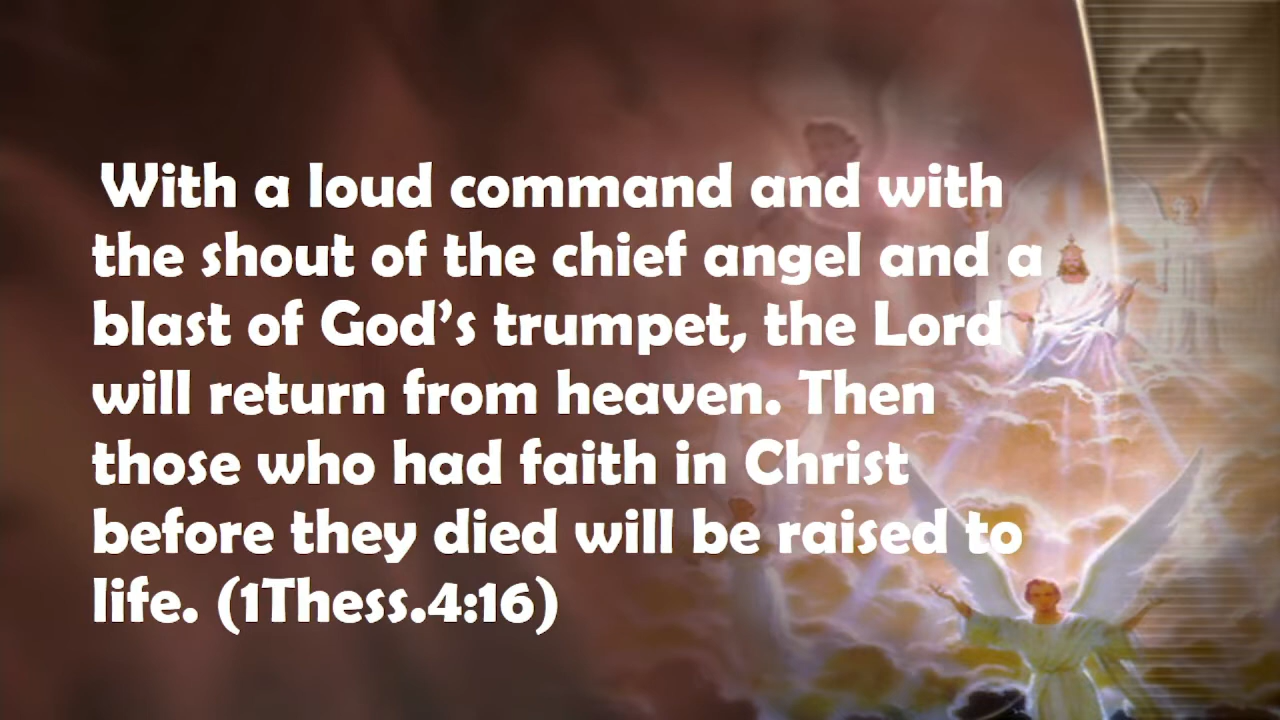 With a loud command and with
the shout of the chief angel and a
blast of God’s trumpet, the Lord
will return from heaven. Then
those who had faith in Christ
before they died will be raised to
life. (1Thess.4:16)